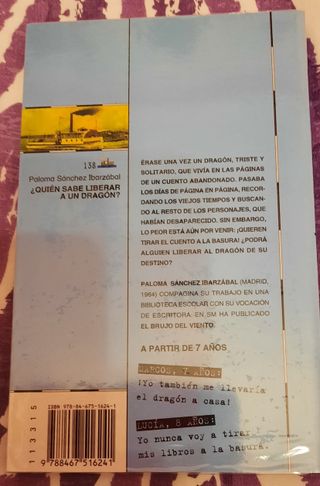 138
Paloma Sánchez Ibarzábal
¿QUIÉN SABE LIBERAR
A UN DRAGÓN?
ÉRASE UNA VEZ UN DRAGÓN, TRISTE Y
SOLITARIO, QUE VIVÍA EN LAS PÁGINAS
DE UN CUENTO ABANDONADO. PASABA
LOS DÍAS DE PÁGINA EN PÁGINA, RECOR-
DANDO LOS VIEJOS TIEMPOS Y BUSCAN-
DO AL RESTO DE LOS PERSONAJES, QUE
HABÍAN DESAPARECIDO. SIN EMBARGO,
LO PEOR ESTÁ AÚN POR VENIR: ¡QUIEREN
TIRAR EL CUENTO A LA BASURA! ¿PODRÁ
ALGUIEN LIBERAR AL DRAGÓN DE SU
DESTINO?
PALOMA SÁNCHEZ IBARZÁBAL (MADRID,
1964) COMPAGINA SU TRABAJO EN UNA
BIBLIOTECA ESCOLAR CON SU VOCACIÓN
DE ESCRITORA. EN SM HA PUBLICADO
EL BRUJO DEL VIENTO.
A PARTIR DE 7 AÑOS
MARCOS, 7 AÑOS:
¡Yo también me llevaría
el dragón a casa!
LUCÍA, 8 AÑOS:
Yo nunca voy a tirar
mis libros a la basura.
ISBN 978-84-675-1624-1
113315
9 788467 516241